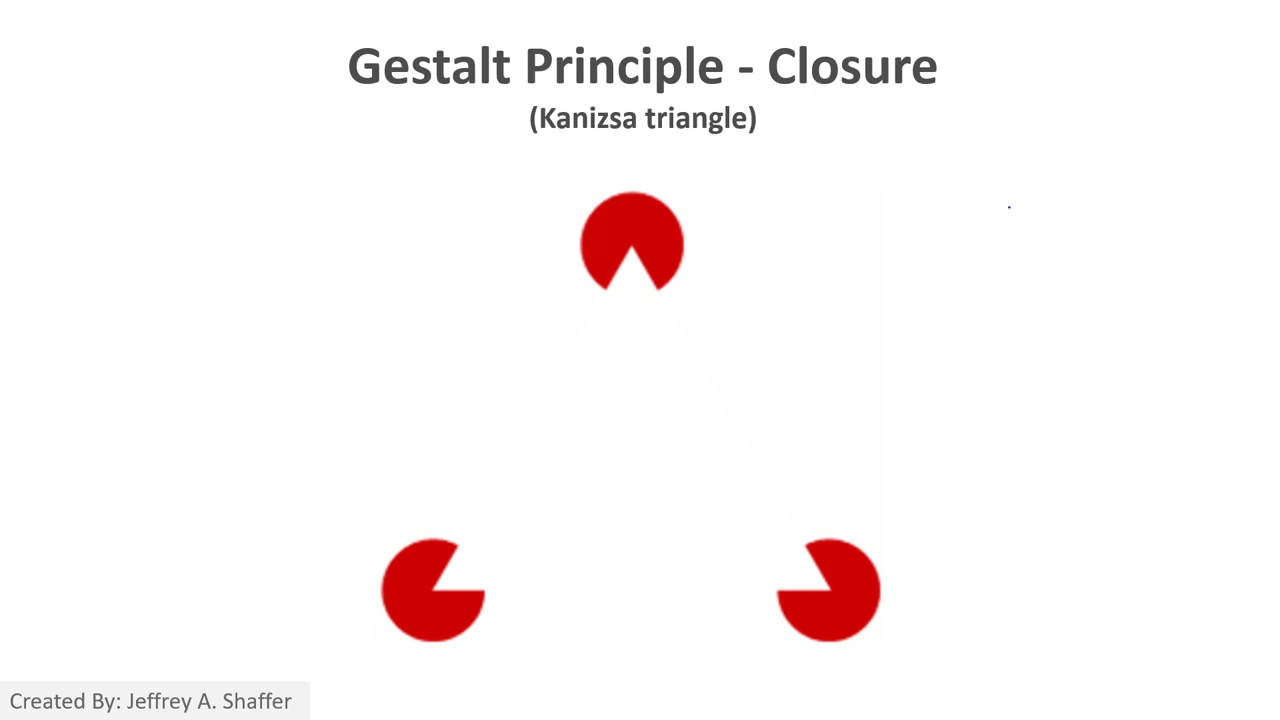 Gestalt Principle - Closure
(Kanizsa triangle)
Created By: Jeffrey A. Shaffer